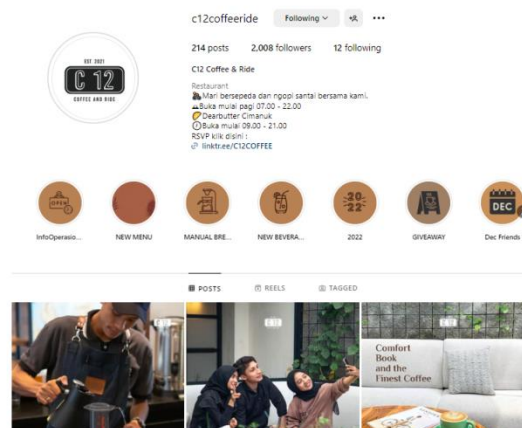 c12coffeeride
Following
214 posts 2,008 followers 12 following
C12 Coffee & Ride
Restaurant
Mari bersepeda dan ngopi santai bersama kami.
Buka mulai pagi 07.00 - 22.00
Dearbutter Cimanuk
Buka mulai 09.00 - 21.00
RSVP klik disini :
linktr.ee/C12COFFEE
EST. 2021
C 12
COFFEE AND RIDE
OPEN
20
22
DEC
InfoOperasio... NEW MENU MANUAL BRE... NEW BEVERA... 2022 GIVEAWAY Dec Friends
POSTS REELS TAGGED
Comfort
Book
and the
Finest Coffee